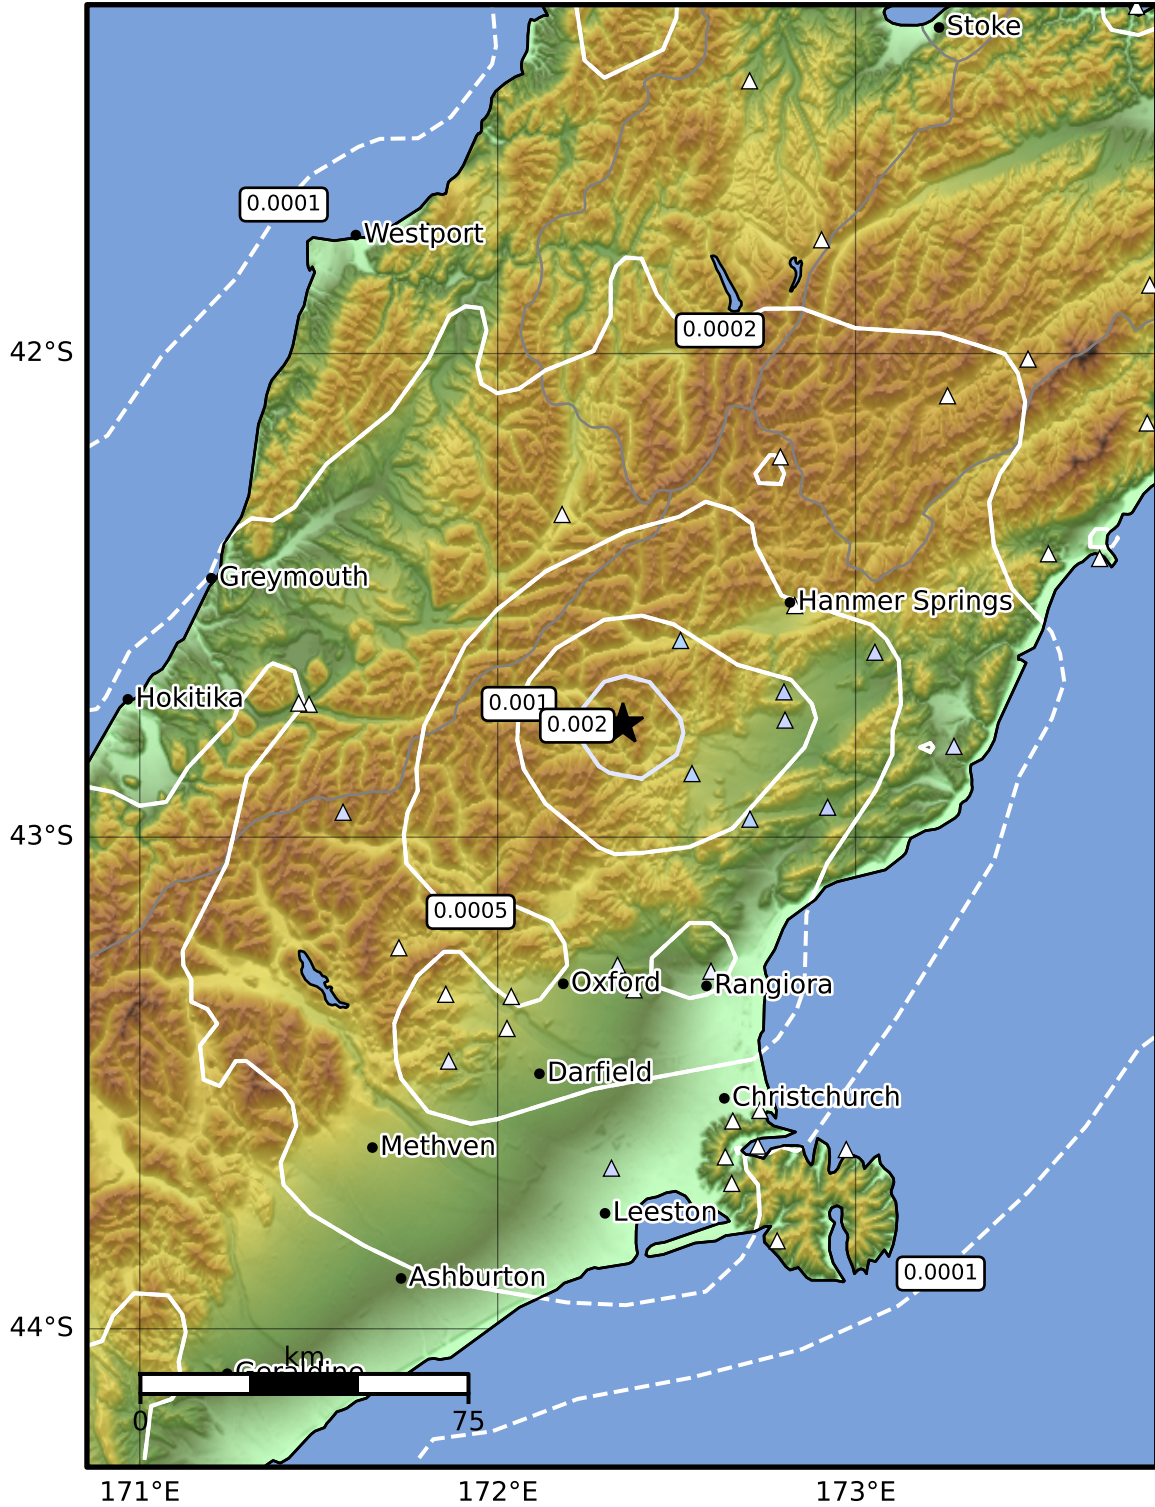 Stoke
0.0001
Westport
0.0002
42°S
Greymouth
Hanmer Springs
Hokitika
0.001
0.002
43°S
0.0005
Oxford
Rangiora
Darfield
Christchurch
Methven
Leeston
0.0001
Ashburton
44°S
km
Geraldine
0
75
171°E
172°E
173°E